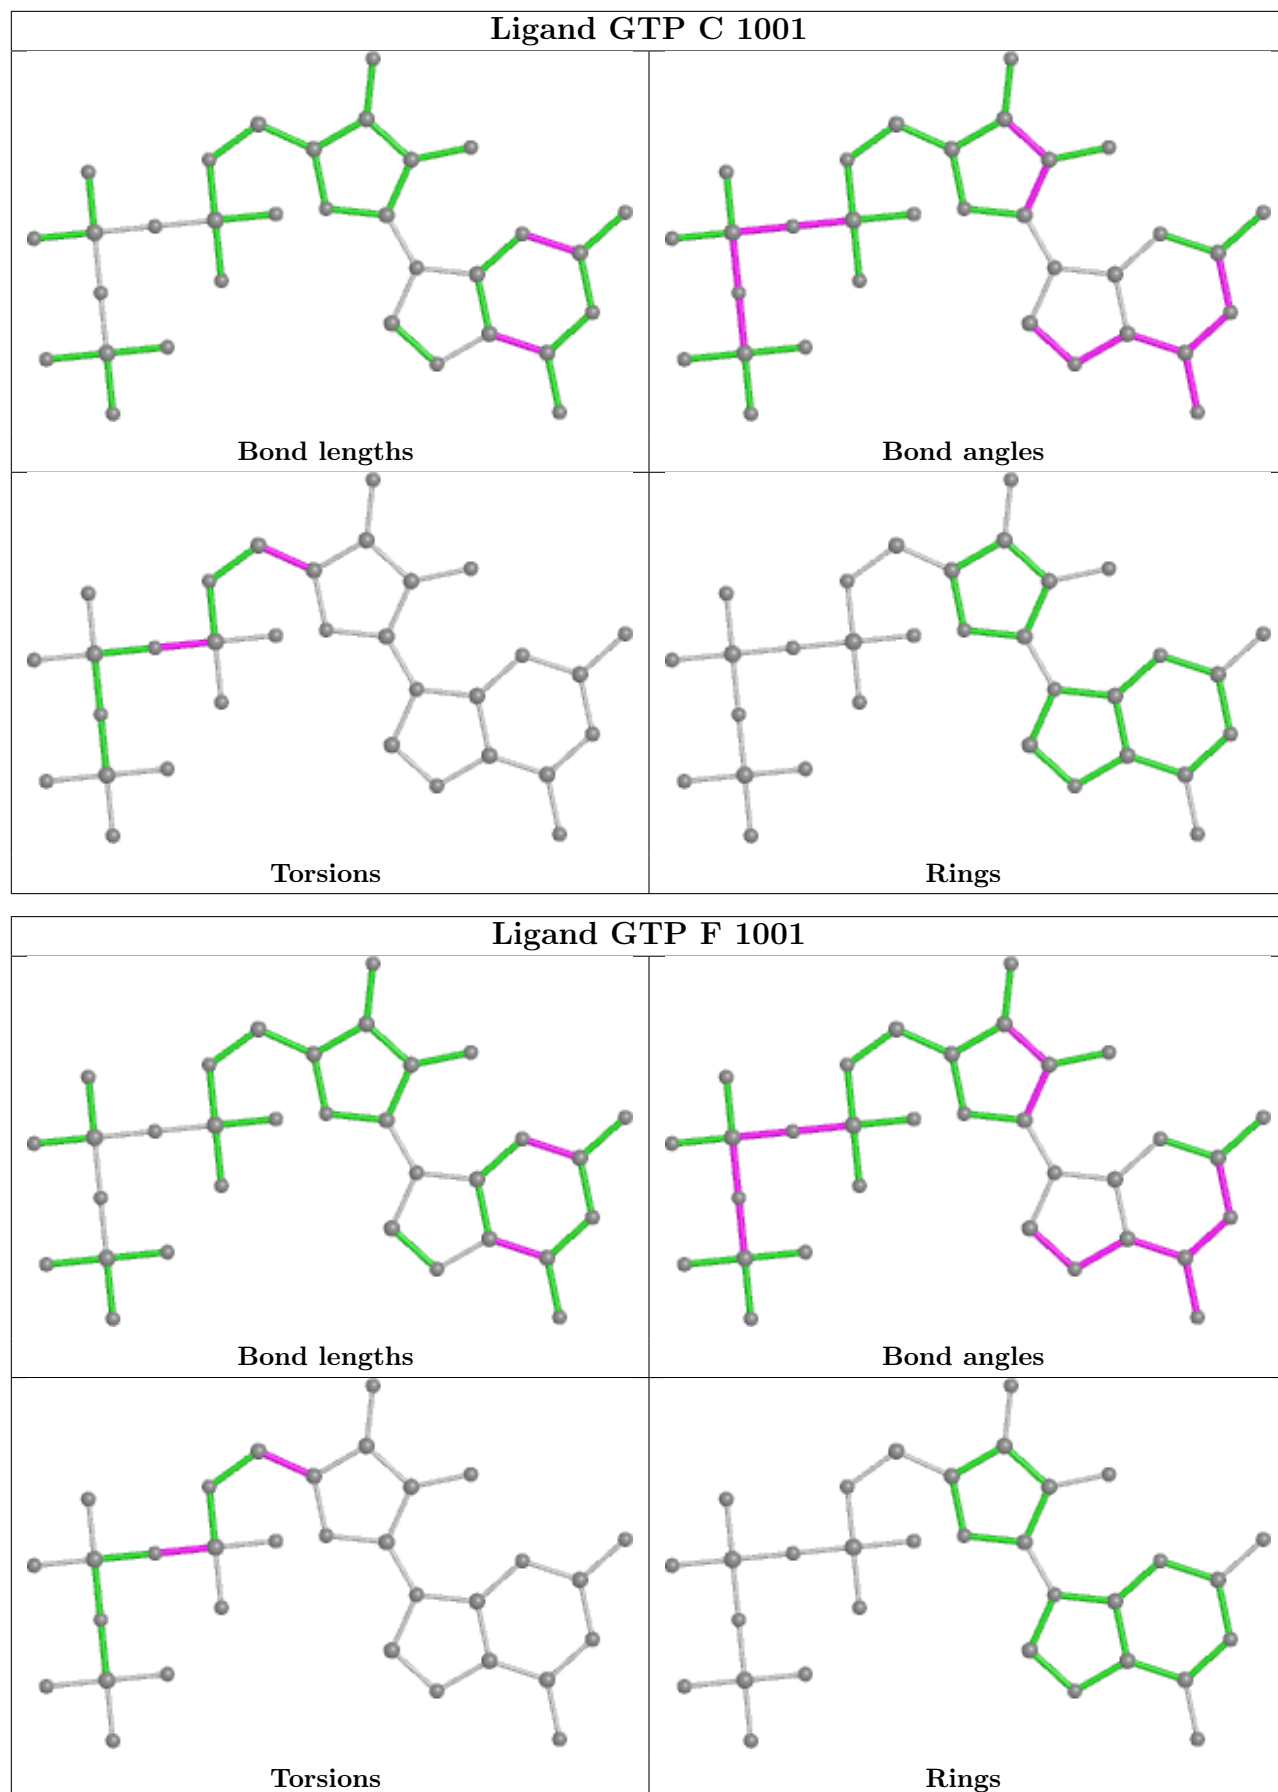 Ligand GTP C 1001
Bond lengths Bond angles
Torsions Rings
Ligand GTP F 1001
Bond lengths Bond angles
Torsions Rings